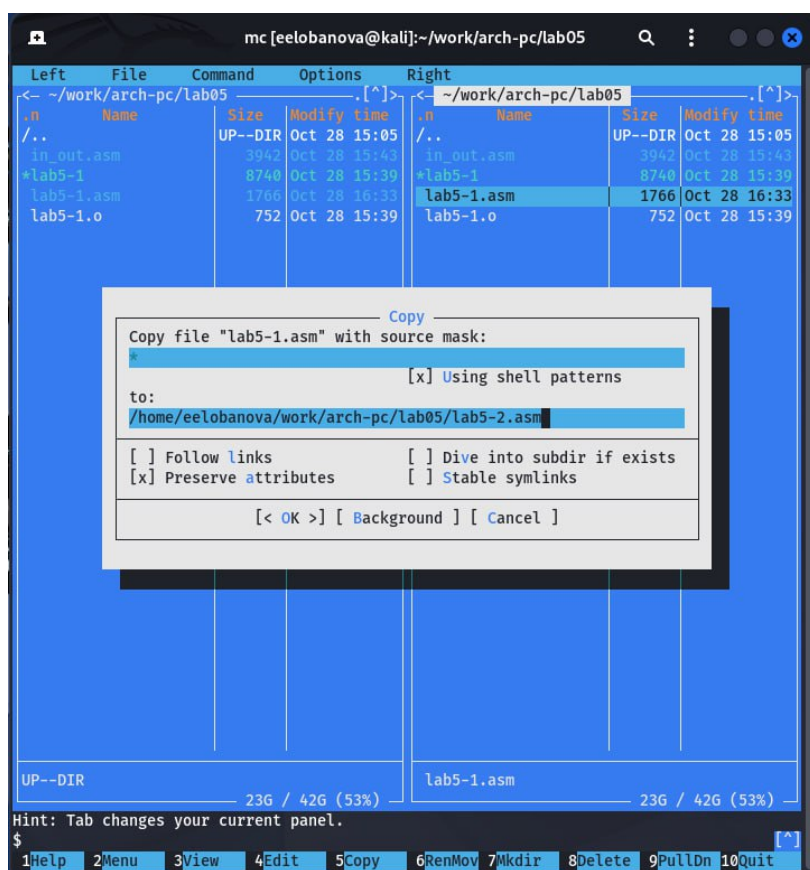 mc [eelobanova@kali]:~/work/arch-pc/lab05
Left File Command Options Right
<- ~/work/arch-pc/lab05 .[^]> <- ~/work/arch-pc/lab05 .[^]>
.n Name Size Modify time .n Name Size Modify time
/.. UP--DIR Oct 28 15:05 /.. UP--DIR Oct 28 15:05
in_out.asm 3942 Oct 28 15:43 in_out.asm 3942 Oct 28 15:43
*lab5-1 8740 Oct 28 15:39 *lab5-1 8740 Oct 28 15:39
lab5-1.asm 1766 Oct 28 16:33 lab5-1.asm 1766 Oct 28 16:33
lab5-1.o 752 Oct 28 15:39 lab5-1.o 752 Oct 28 15:39
Copy
Copy file "lab5-1.asm" with source mask:
*
[x] Using shell patterns
to:
/home/eelobanova/work/arch-pc/lab05/lab5-2.asm
[ ] Follow links [ ] Dive into subdir if exists
[x] Preserve attributes [ ] Stable symlinks
[< OK >] [ Background ] [ Cancel ]
UP--DIR lab5-1.asm
23G / 42G (53%) 23G / 42G (53%)
Hint: Tab changes your current panel.
$ [^]
1Help 2Menu 3View 4Edit 5Copy 6RenMov 7Mkdir 8Delete 9PullDn 10Quit